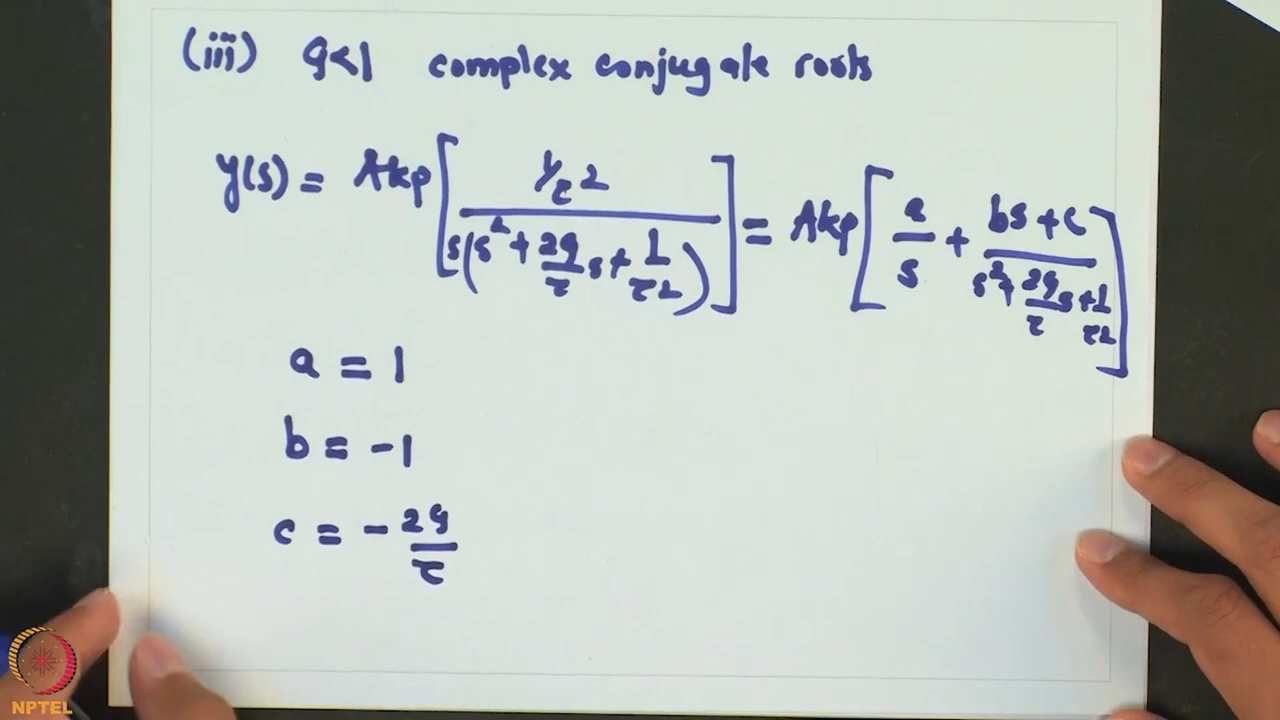 (iii) ζ<1 complex conjugate roots
y(s) = Akp [ 1/τ2 / s(s² + 2ζ/τ s + 1/τ2) ] = Akp [ a/s + bs + c / s² + 2ζ/τ s + 1/τ2 ]
a = 1
b = -1
c = - 2ζ/τ
NPTEL